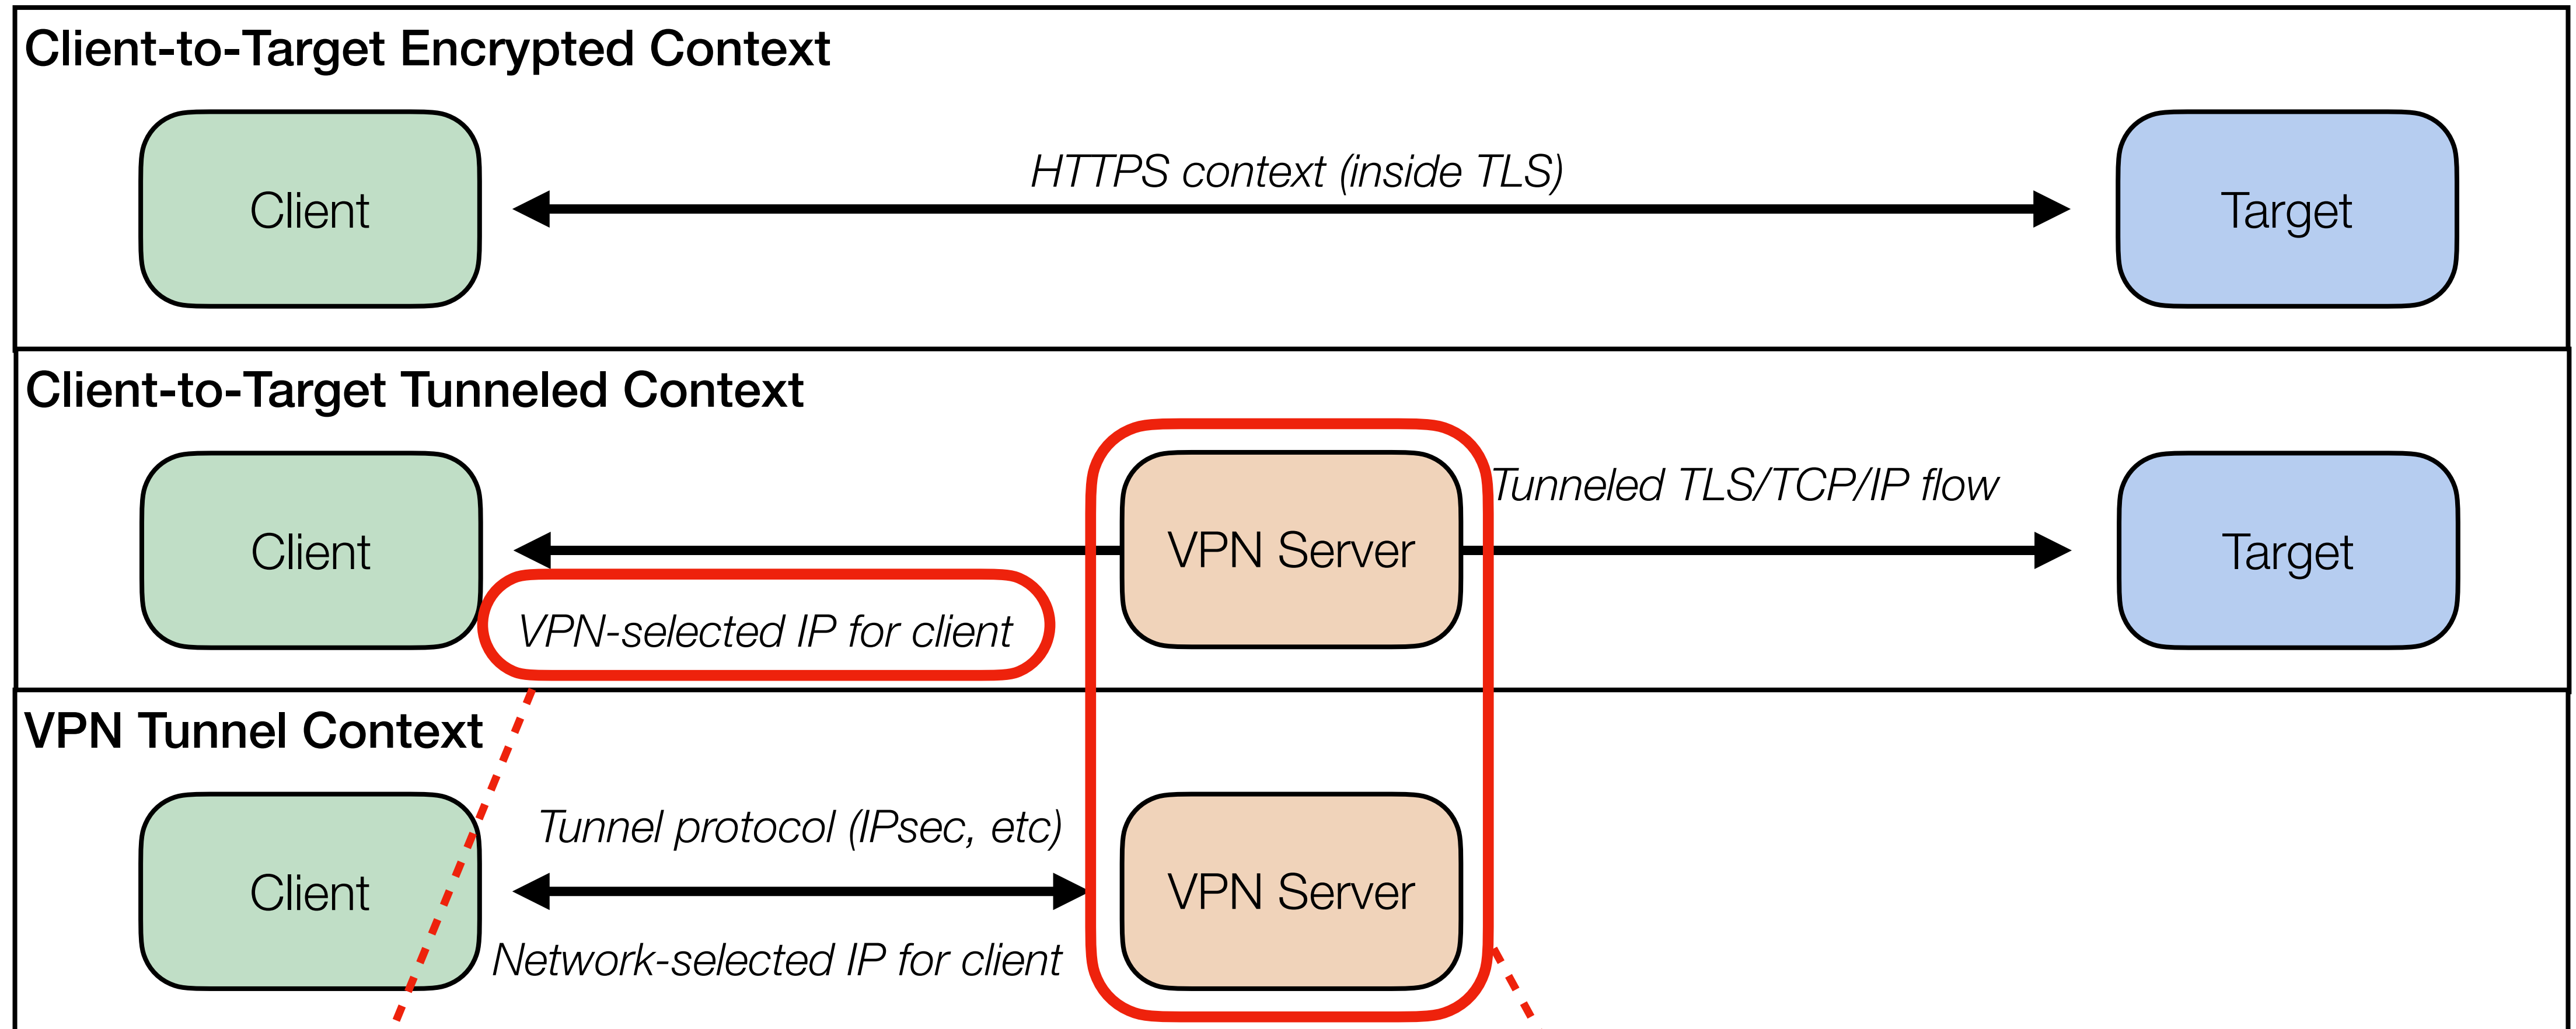 Client-to-Target Encrypted Context
HTTPS context (inside TLS)
Client
Target
Client-to-Target Tunneled Context
Tunneled TLS/TCP/IP flow
Client
VPN Server
Target
VPN-selected IP for client
VPN Tunnel Context
Tunnel protocol (IPsec, etc)
Client
VPN Server
Network-selected IP for client